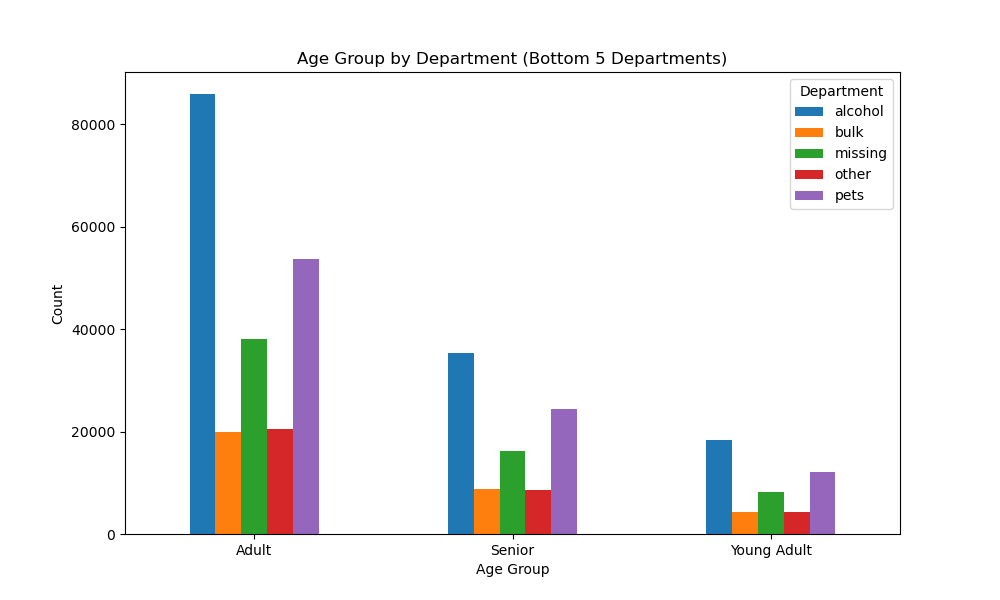 Age Group by Department (Bottom 5 Departments)
Department
alcohol
bulk
missing
other
pets
80000
60000
40000
20000
0
Count
Adult
Senior
Young Adult
Age Group